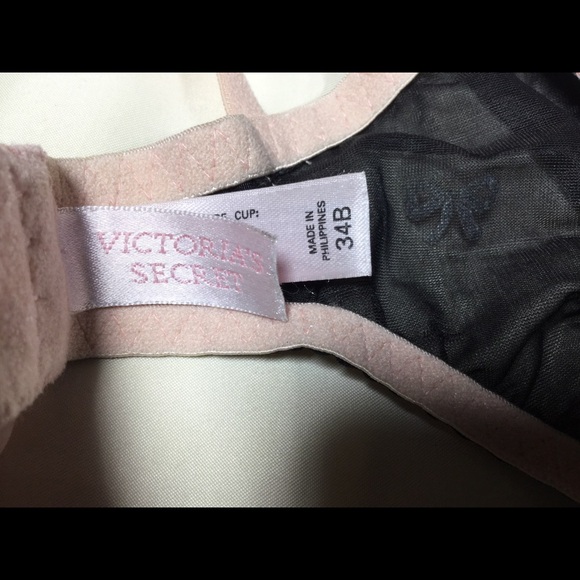 VICTORIA'S
SECRET
CUP:
MADE IN
PHILIPPINES
34B